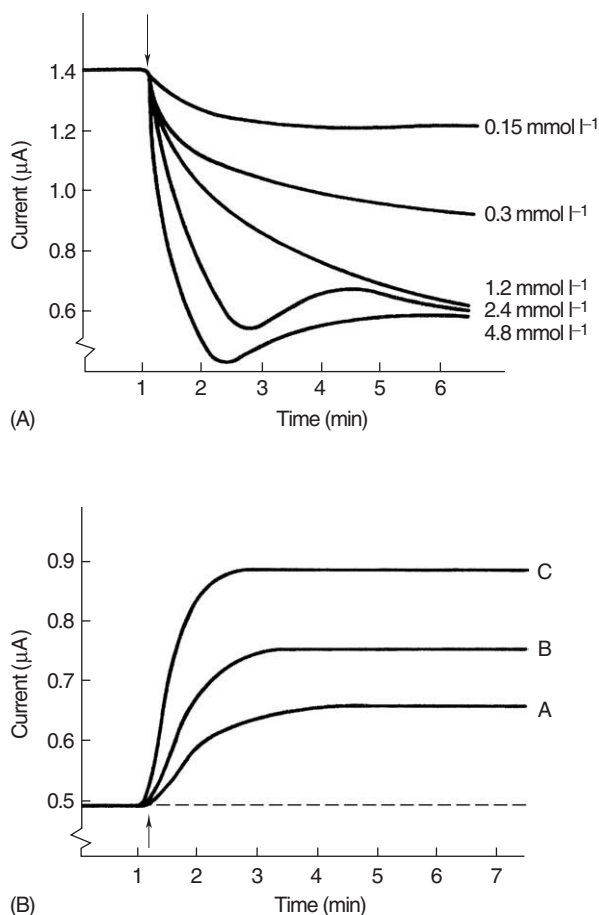 1.4
1.2
1.0
0.8
0.6
Current (µA)
0.15 mmol l⁻¹
0.3 mmol l⁻¹
1.2 mmol l⁻¹
2.4 mmol l⁻¹
4.8 mmol l⁻¹
1 2 3 4 5 6
(A) Time (min)
0.9
0.8
0.7
0.6
0.5
Current (µA)
C
B
A
1 2 3 4 5 6 7
(B) Time (min)